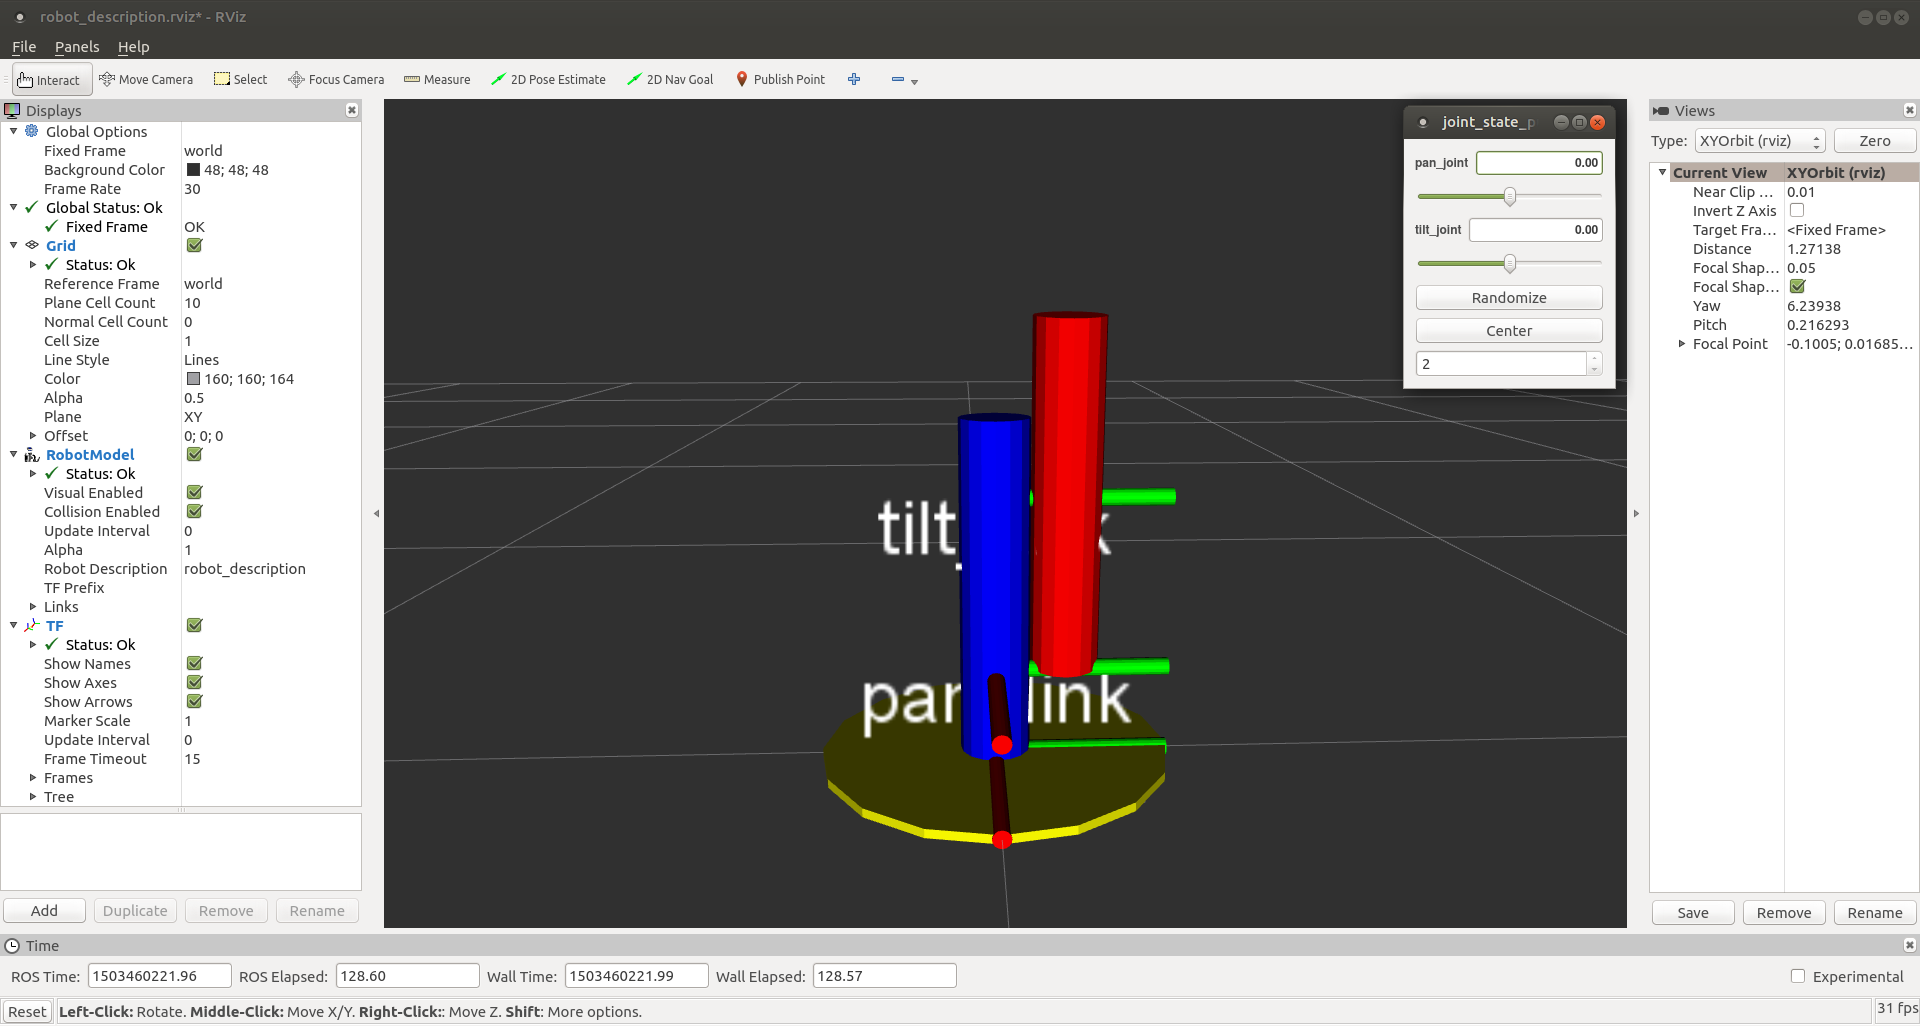 robot_description.rviz* - RViz
File Panels Help
Interact Move Camera Select Focus Camera Measure 2D Pose Estimate 2D Nav Goal Publish Point
Displays
Global Options
Fixed Frame world
Background Color 48; 48; 48
Frame Rate 30
Global Status: Ok
Fixed Frame OK
Grid
Status: Ok
Reference Frame world
Plane Cell Count 10
Normal Cell Count 0
Cell Size 1
Line Style Lines
Color 160; 160; 164
Alpha 0.5
Plane XY
Offset 0; 0; 0
RobotModel
Status: Ok
Visual Enabled
Collision Enabled
Update Interval 0
Alpha 1
Robot Description robot_description
TF Prefix
Links
TF
Status: Ok
Show Names
Show Axes
Show Arrows
Marker Scale 1
Update Interval 0
Frame Timeout 15
Frames
Tree
Add Duplicate Remove Rename
joint_state_p
pan_joint 0.00
tilt_joint 0.00
Randomize
Center
2
Views
Type: XYOrbit (rviz) Zero
Current View XYOrbit (rviz)
Near Clip ... 0.01
Invert Z Axis
Target Fra... <Fixed Frame>
Distance 1.27138
Focal Shap... 0.05
Focal Shap...
Yaw 6.23938
Pitch 0.216293
Focal Point -0.1005; 0.01685...
Save Remove Rename
Time
ROS Time: 1503460221.96 ROS Elapsed: 128.60 Wall Time: 1503460221.99 Wall Elapsed: 128.57 Experimental
Reset Left-Click: Rotate. Middle-Click: Move X/Y. Right-Click:: Move Z. Shift: More options. 31 fps